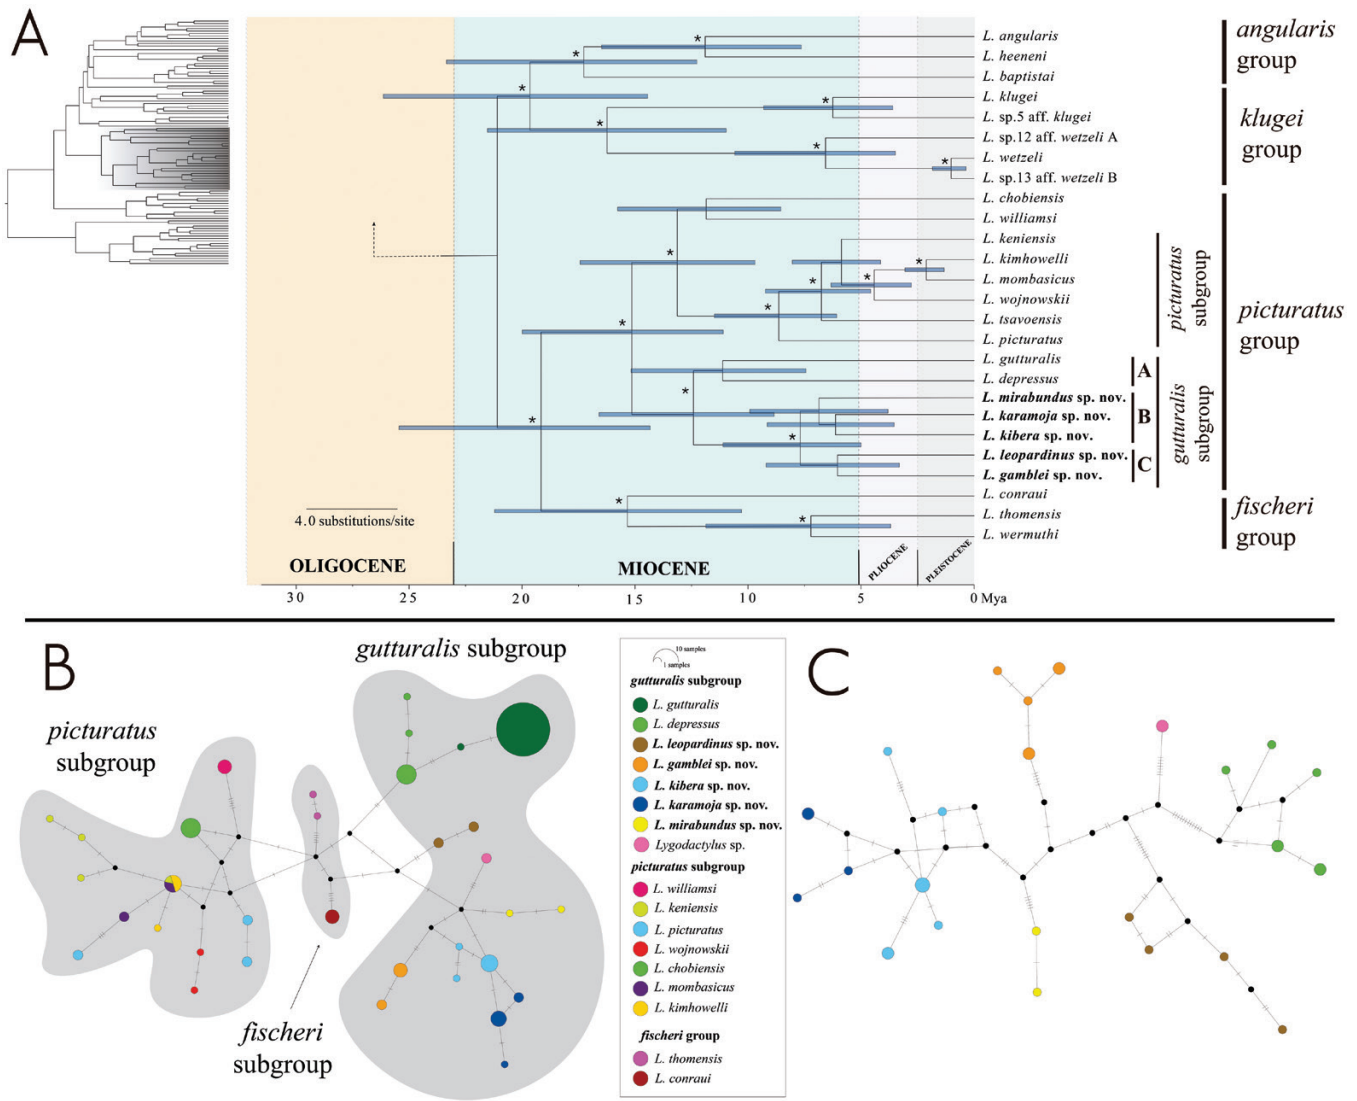 A
L. angularis
L. heeneni
L. baptistai
L. klugei
L. sp.5 aff. klugei
L. sp.12 aff. wetzeli A
L. wetzeli
L. sp.13 aff. wetzeli B
L. chobiensis
L. williamsi
L. keniensis
L. kimhowelli
L. mombasicus
L. wojnowskii
L. tsavoensis
L. picturatus
L. gutturalis
L. depressus
L. mirabundus sp. nov.
L. karamoja sp. nov.
L. kibera sp. nov.
L. leopardinus sp. nov.
L. gamblei sp. nov.
L. conraui
L. thomensis
L. wermuthi
A
B
C
picturatus
subgroup
gutturalis
subgroup
angularis
group
klugei
group
picturatus
group
fischeri
group
4.0 substitutions/site
OLIGOCENE
MIOCENE
PLIOCENE
PLEISTOCENE
30 25 20 15 10 5 0 Mya
B
picturatus
subgroup
gutturalis subgroup
fischeri
subgroup
10 samples
1 samples
gutturalis subgroup
L. gutturalis
L. depressus
L. leopardinus sp. nov.
L. gamblei sp. nov.
L. kibera sp. nov.
L. karamoja sp. nov.
L. mirabundus sp. nov.
Lygodactylus sp.
picturatus subgroup
L. williamsi
L. keniensis
L. picturatus
L. wojnowskii
L. chobiensis
L. mombasicus
L. kimhowelli
fischeri group
L. thomensis
L. conraui
C